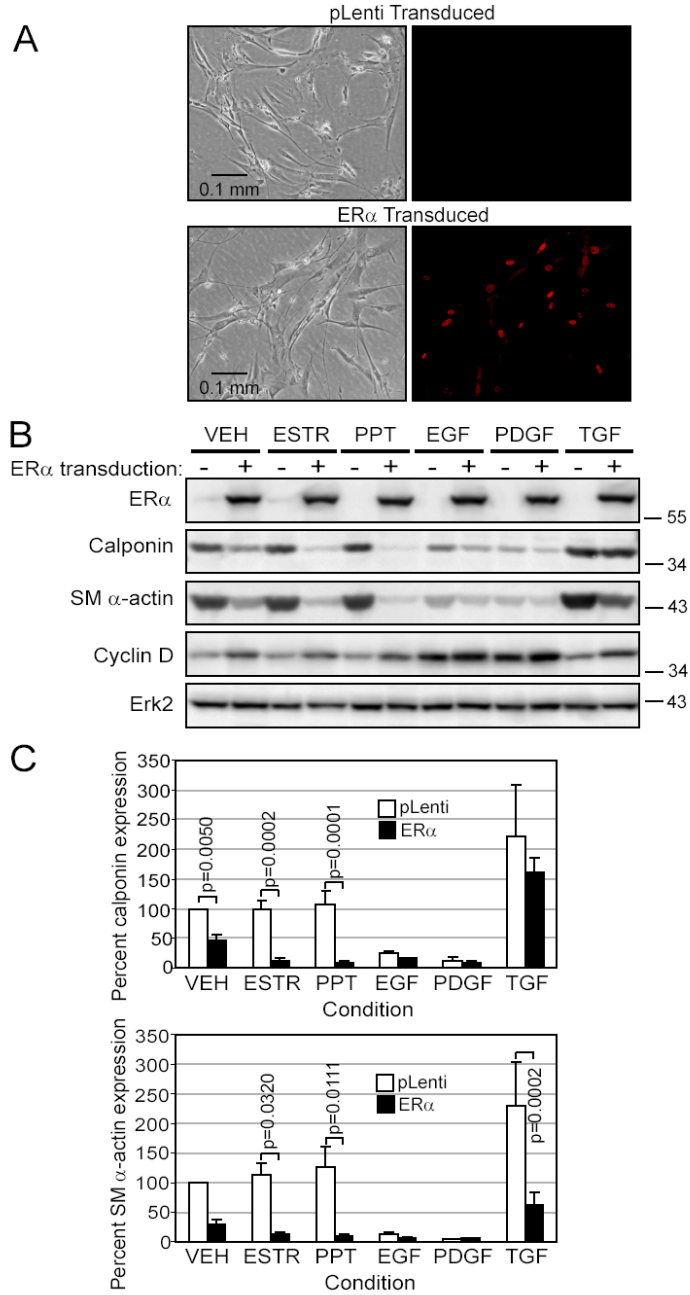 A
pLenti Transduced
0.1 mm
ERα Transduced
0.1 mm
B
VEH ESTR PPT EGF PDGF TGF
ERα transduction: - + - + - + - + - + - +
ERα
55
Calponin
34
SM α-actin
43
Cyclin D
34
Erk2
43
C
Percent calponin expression
350
300
250
200
150
100
50
0
pLenti
ERα
p=0.0050
p=0.0002
p=0.0001
VEH ESTR PPT EGF PDGF TGF
Condition
Percent SM α-actin expression
350
300
250
200
150
100
50
0
pLenti
ERα
p=0.0320
p=0.0111
p=0.0002
VEH ESTR PPT EGF PDGF TGF
Condition